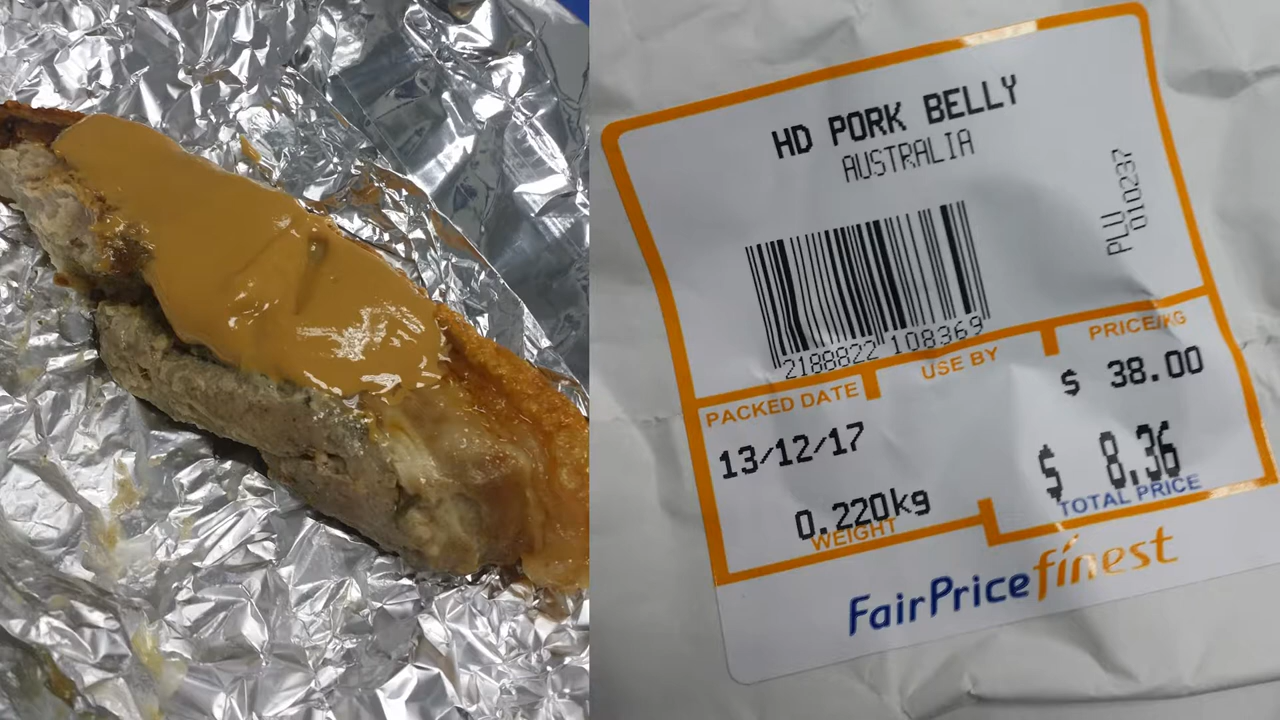 HD PORK BELLY
AUSTRALIA
PLU
010237
2188822 108369
PACKED DATE
USE BY
PRICE/KG
13/12/17
$ 38.00
0.220kg
WEIGHT
$ 8.36
TOTAL PRICE
FairPrice finest